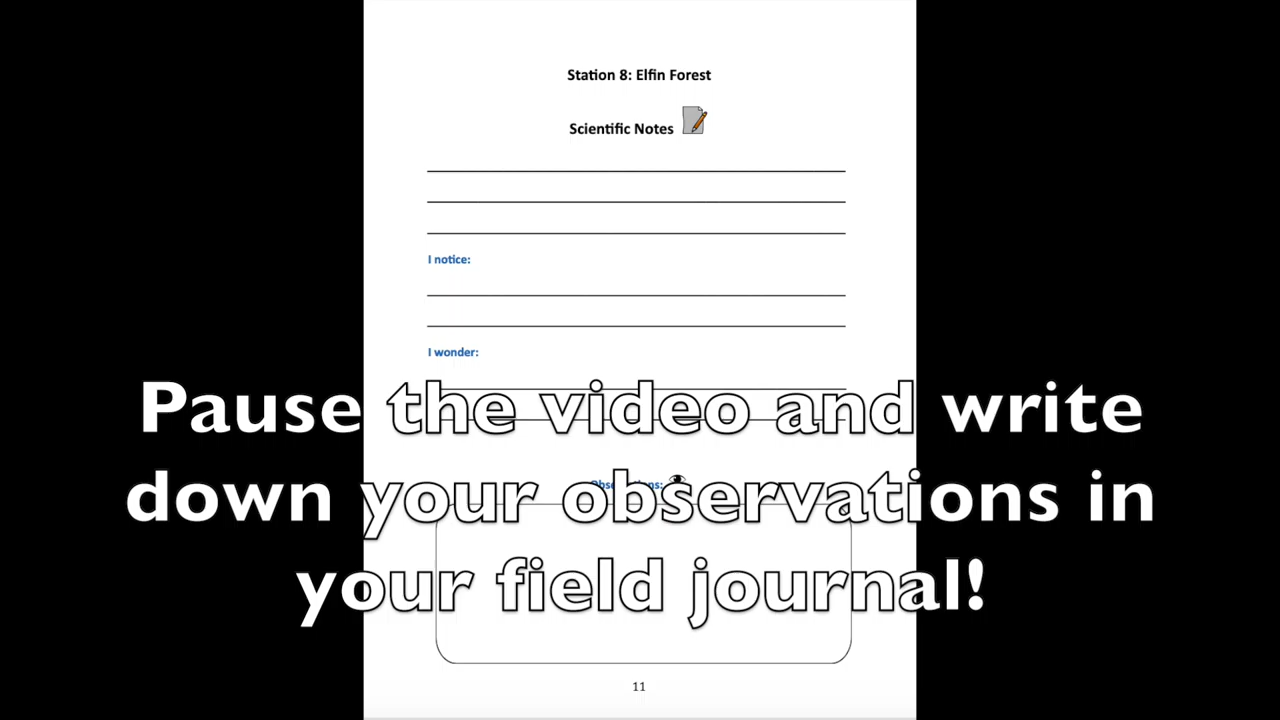 Station 8: Elfin Forest
Scientific Notes
I notice:
I wonder:
Pause the video and write
Observations:
down your observations in
your field journal!
11